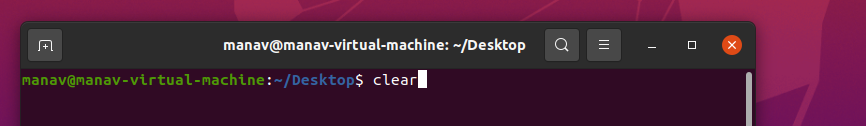 manav@manav-virtual-machine: ~/Desktop
manav@manav-virtual-machine:~/Desktop$ clear